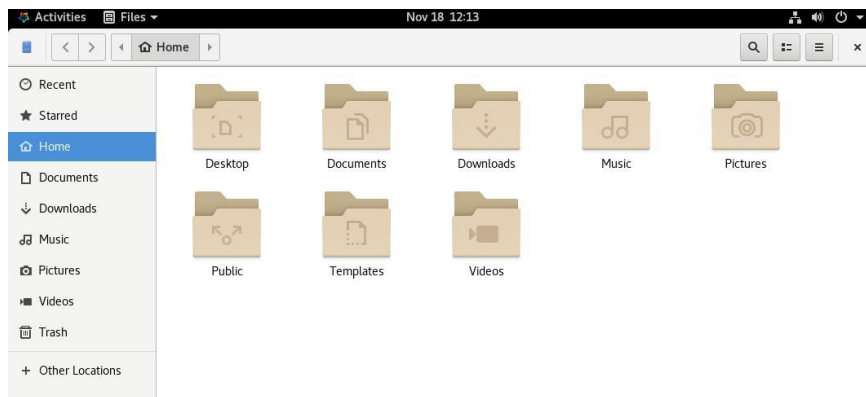 Activities Files Nov 18 12:13
Home
Recent
Starred
Home
Documents
Downloads
Music
Pictures
Videos
Trash
+ Other Locations
Desktop Documents Downloads Music Pictures
Public Templates Videos